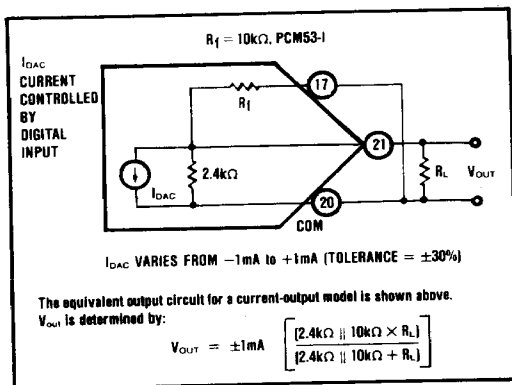 R₁ = 10kΩ, PCM53-I
I_DAC
CURRENT
CONTROLLED
BY
DIGITAL
INPUT
17
R₁
21
2.4kΩ
I_DAC
R_L
V_OUT
20
COM
I_DAC VARIES FROM −1mA to +1mA (TOLERANCE = ±30%)
The equivalent output circuit for a current-output model is shown above.
V_out is determined by:
V_OUT = ±1mA [ (2.4kΩ || 10kΩ × R_L) / (2.4kΩ || 10kΩ + R_L) ]